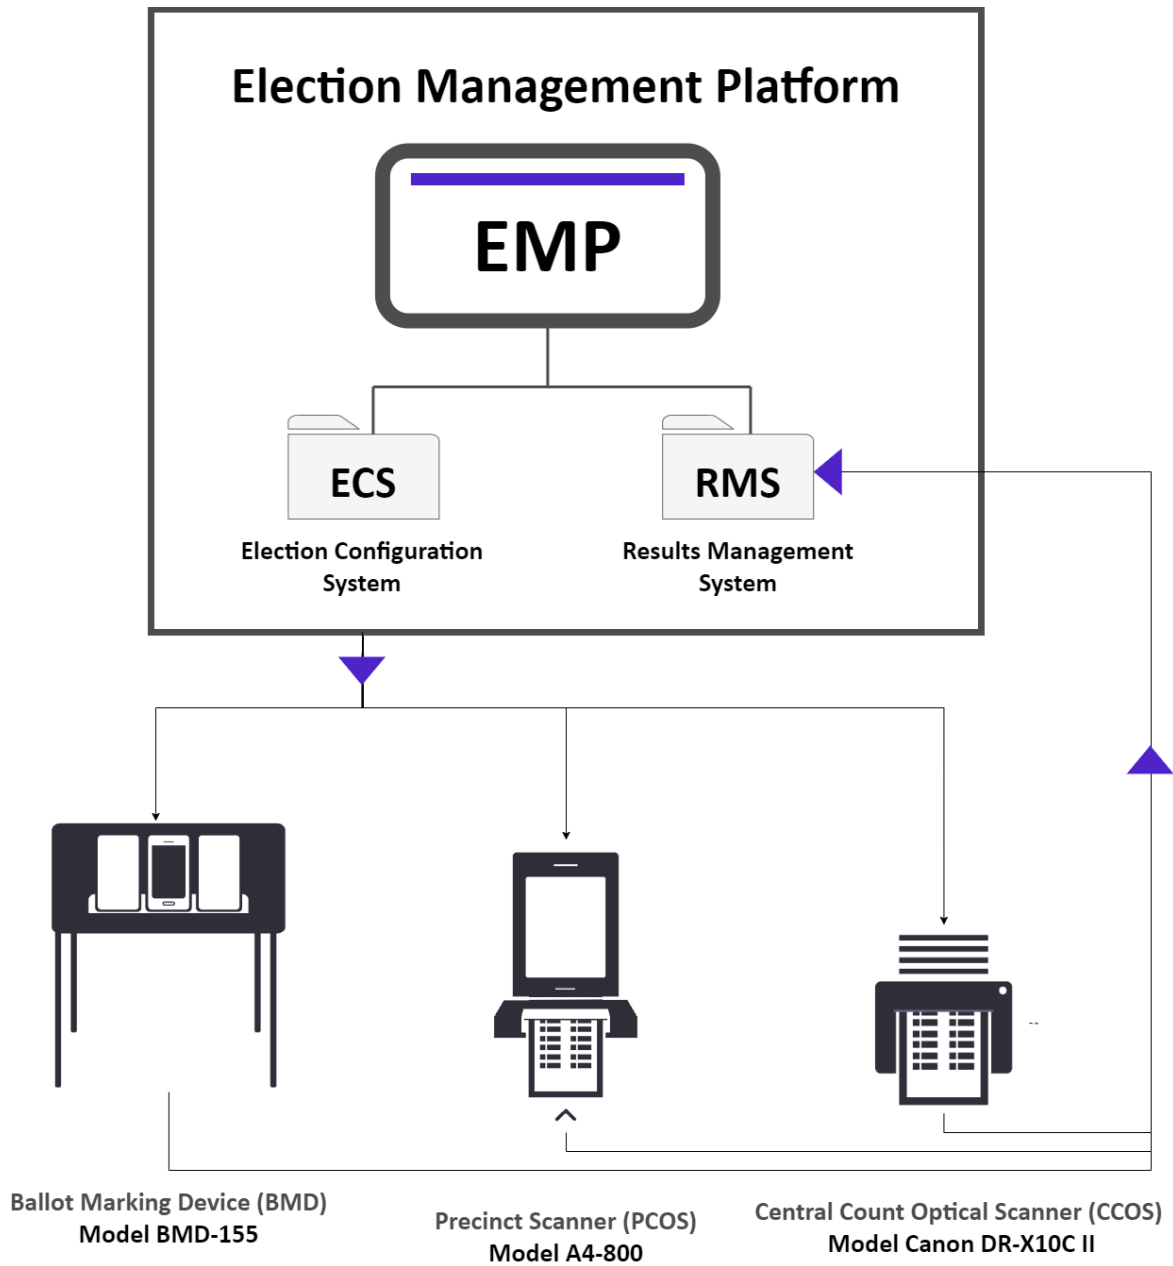 Election Management Platform
EMP
ECS
RMS
Election Configuration
System
Results Management
System
Ballot Marking Device (BMD)
Model BMD-155
Precinct Scanner (PCOS)
Model A4-800
Central Count Optical Scanner (CCOS)
Model Canon DR-X10C II